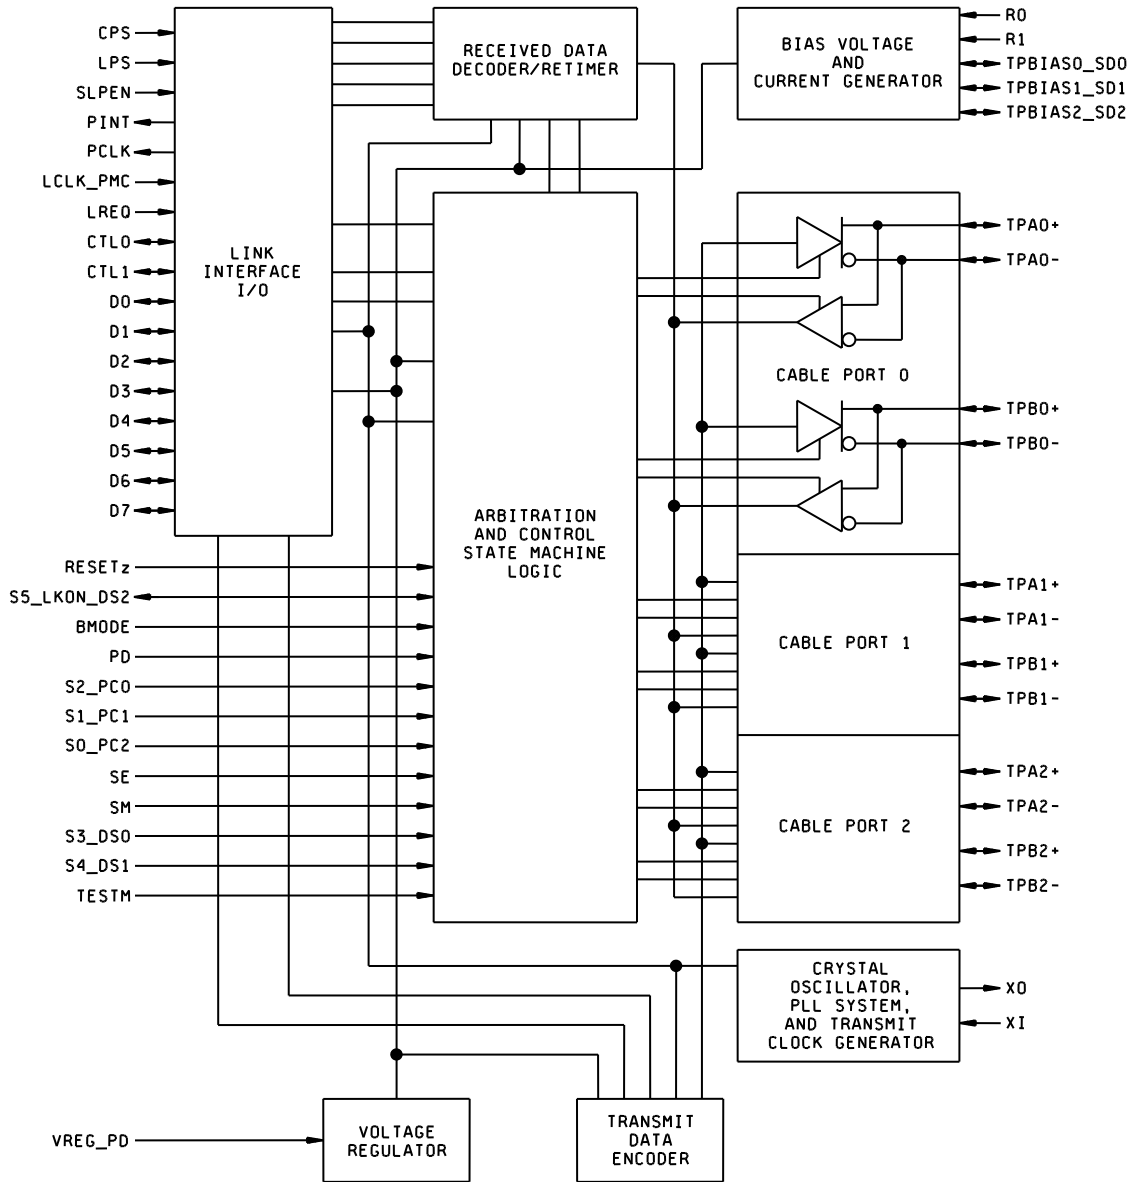 CPS
LPS
SLPEN
PINT
PCLK
LCLK_PMC
LREQ
CTL0
CTL1
D0
D1
D2
D3
D4
D5
D6
D7
LINK
INTERFACE
I/O
RECEIVED DATA
DECODER/RETIMER
BIAS VOLTAGE
AND
CURRENT GENERATOR
R0
R1
TPBIAS0_SD0
TPBIAS1_SD1
TPBIAS2_SD2
RESETz
S5_LKON_DS2
BMODE
PD
S2_PC0
S1_PC1
S0_PC2
SE
SM
S3_DS0
S4_DS1
TESTM
ARBITRATION
AND CONTROL
STATE MACHINE
LOGIC
CABLE PORT 0
TPA0+
TPA0-
TPB0+
TPB0-
CABLE PORT 1
TPA1+
TPA1-
TPB1+
TPB1-
CABLE PORT 2
TPA2+
TPA2-
TPB2+
TPB2-
CRYSTAL
OSCILLATOR,
PLL SYSTEM,
AND TRANSMIT
CLOCK GENERATOR
XO
XI
VREG_PD
VOLTAGE
REGULATOR
TRANSMIT
DATA
ENCODER